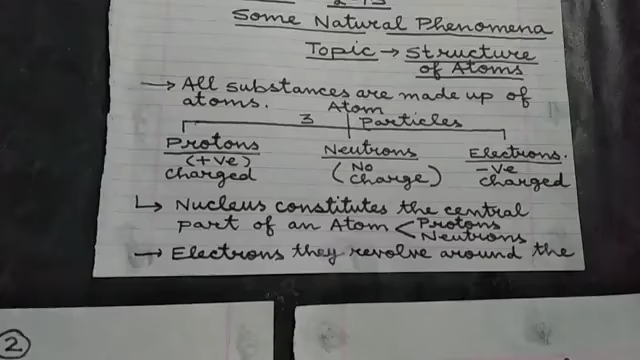 Some Natural Phenomena
Topic → Structure
of Atoms
→ All substances are made up of
atoms.
Atom
3 Particles
Protons Neutrons Electrons.
(+ve) (No -ve
charged Charge) charged
↳ Nucleus constitutes the central
part of an Atom < Protons
Neutrons
→ Electrons they revolve around the
2